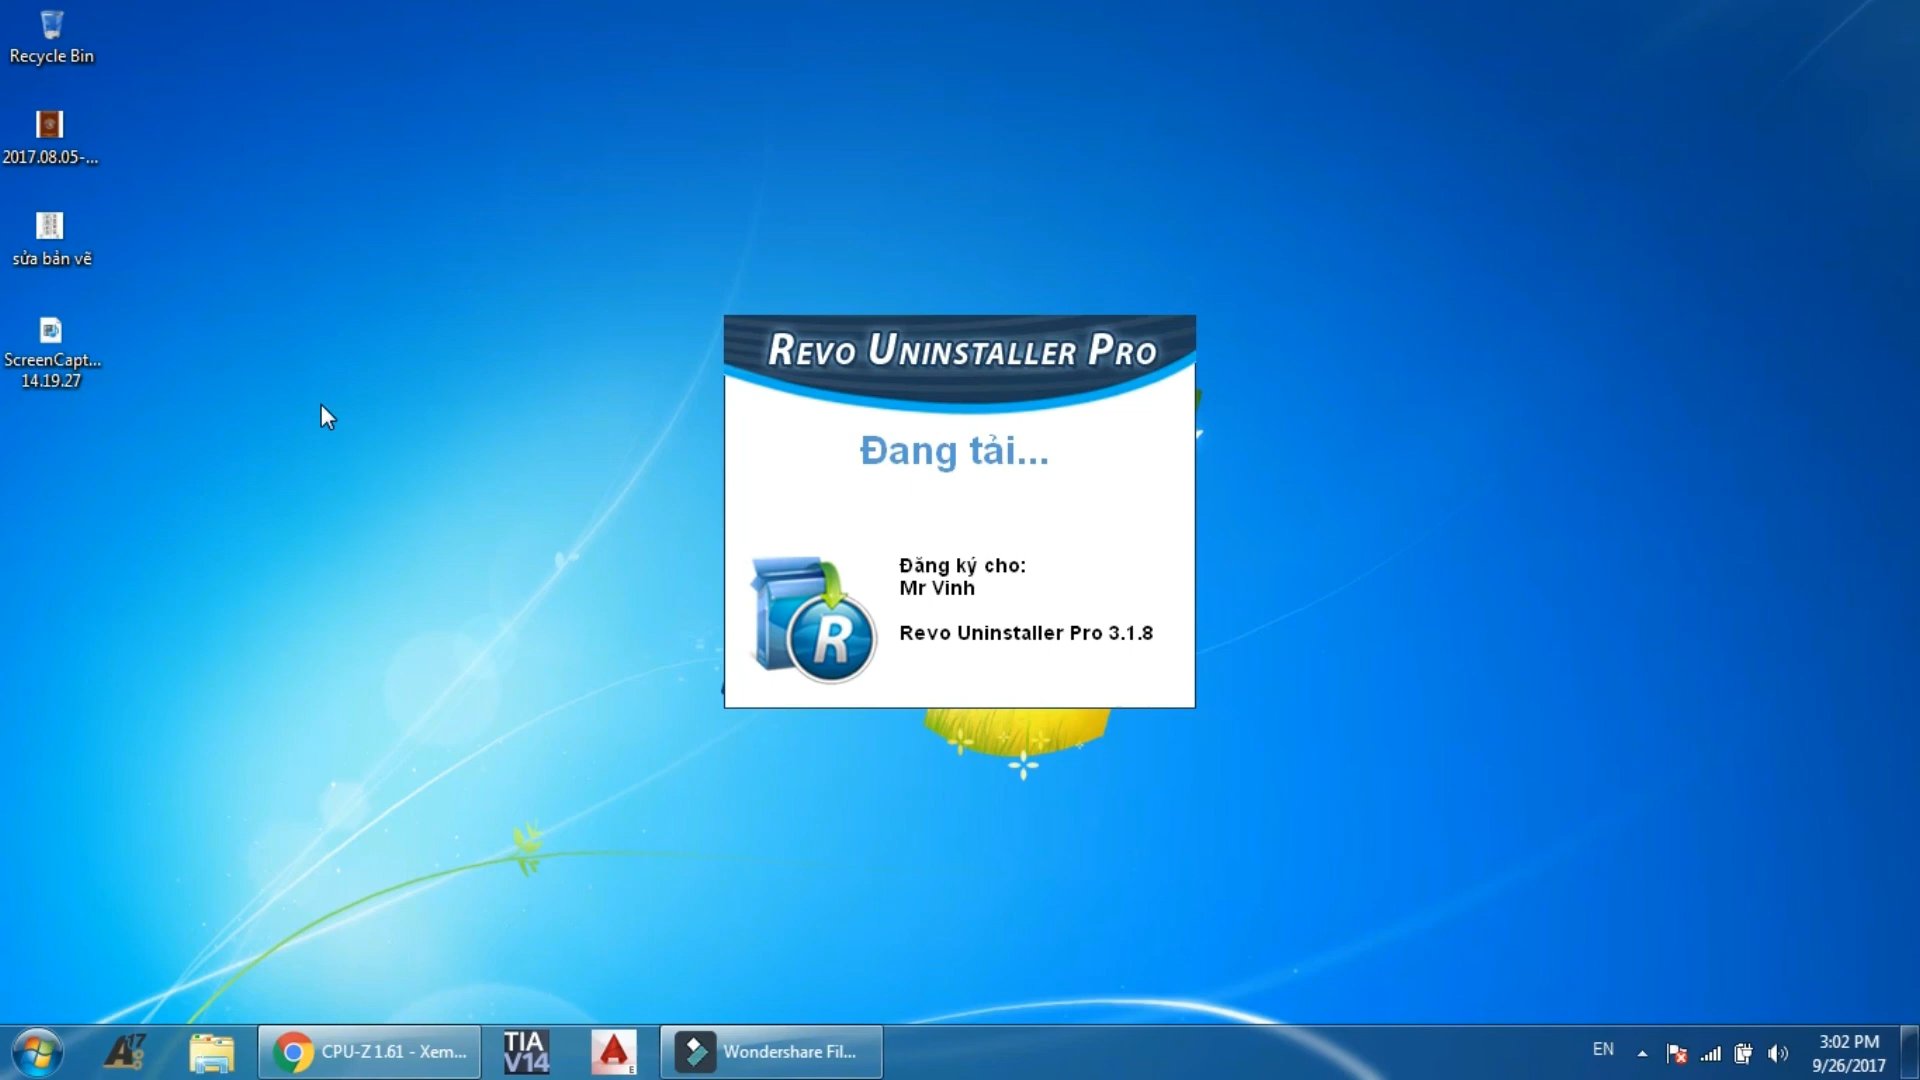 Recycle Bin
2017.08.05-...
sửa bản vẽ
ScreenCapt...
14.19.27
REVO UNINSTALLER PRO
Đang tải...
Đăng ký cho:
Mr Vinh
Revo Uninstaller Pro 3.1.8
R
17
CPU-Z 1.61 - Xem...
TIA
V14
E
Wondershare Fil...
EN
3:02 PM
9/26/2017